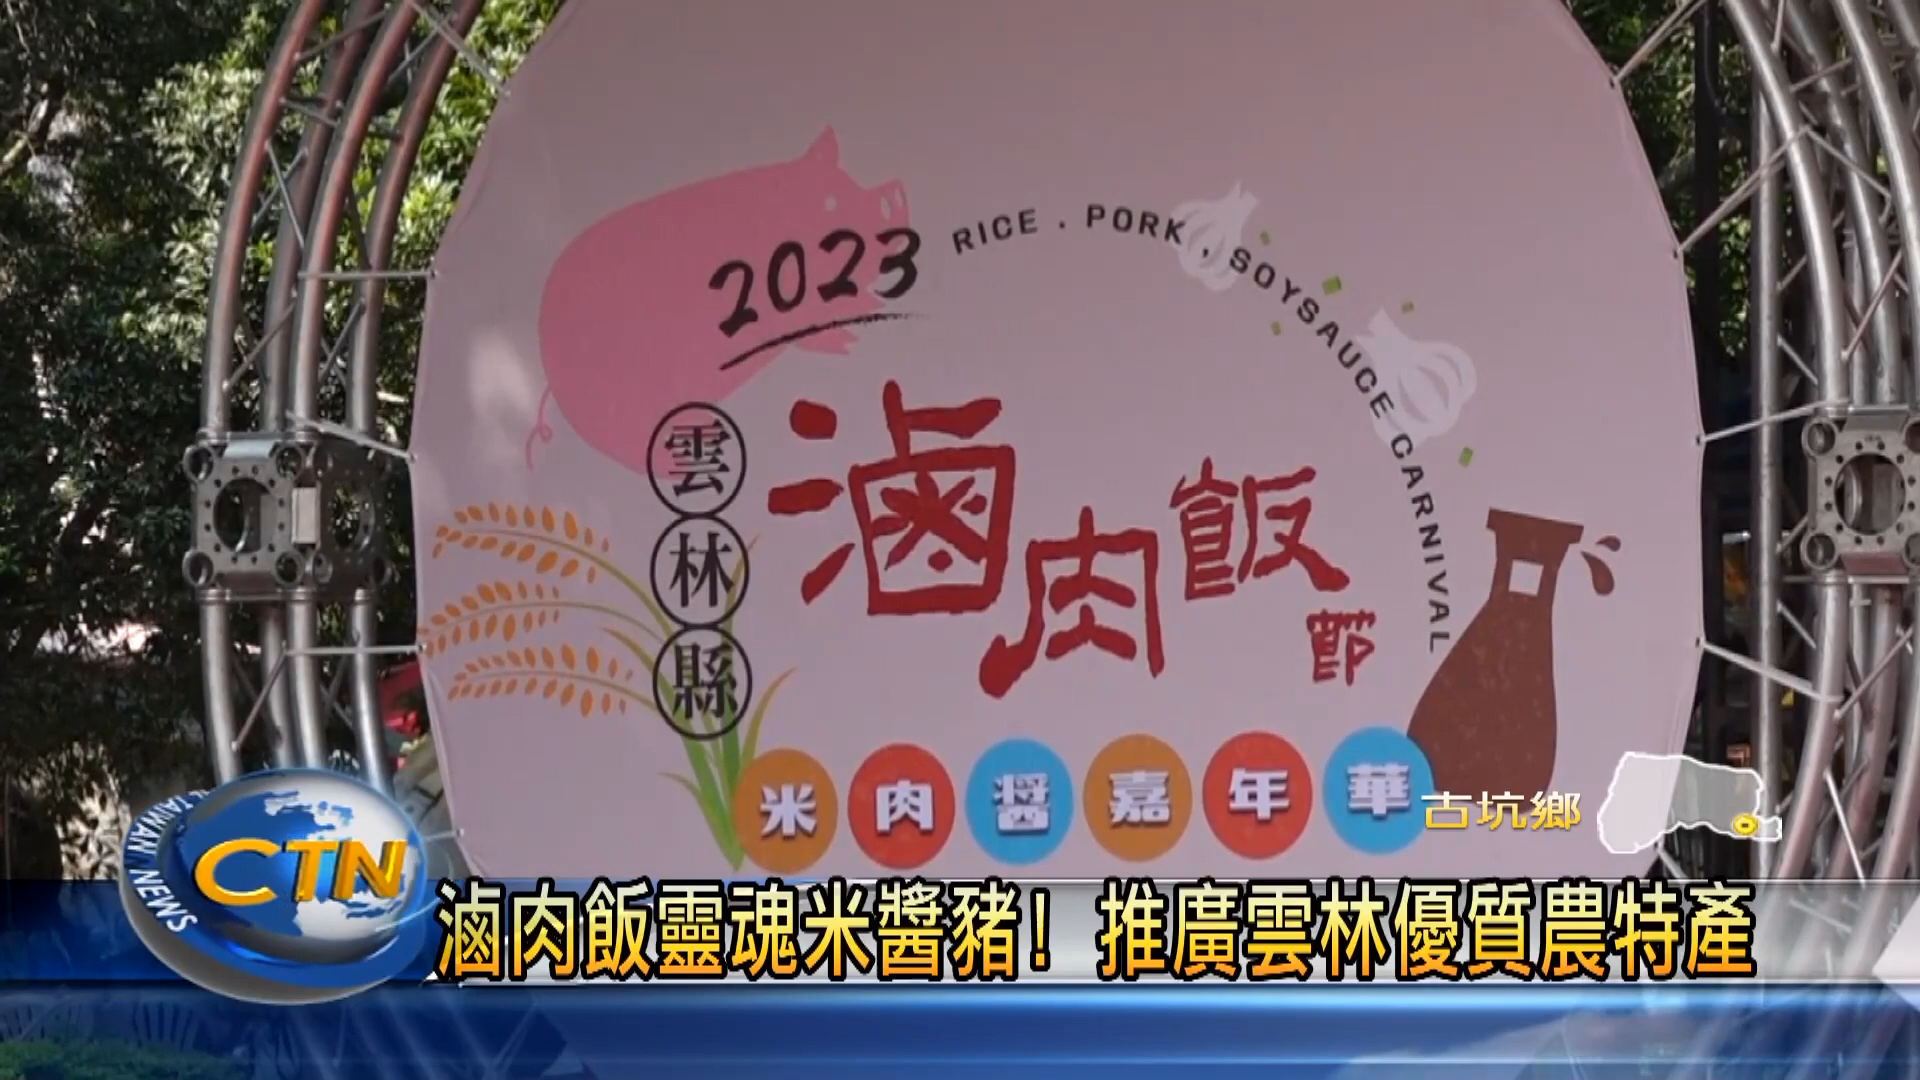 2023
RICE . PORK . SOYSAUCE CARNIVAL
雲林縣
滷肉飯節
米肉醬嘉年華
古坑鄉
TAIWAN NEWS
CTN
滷肉飯靈魂米醬豬! 推廣雲林優質農特產